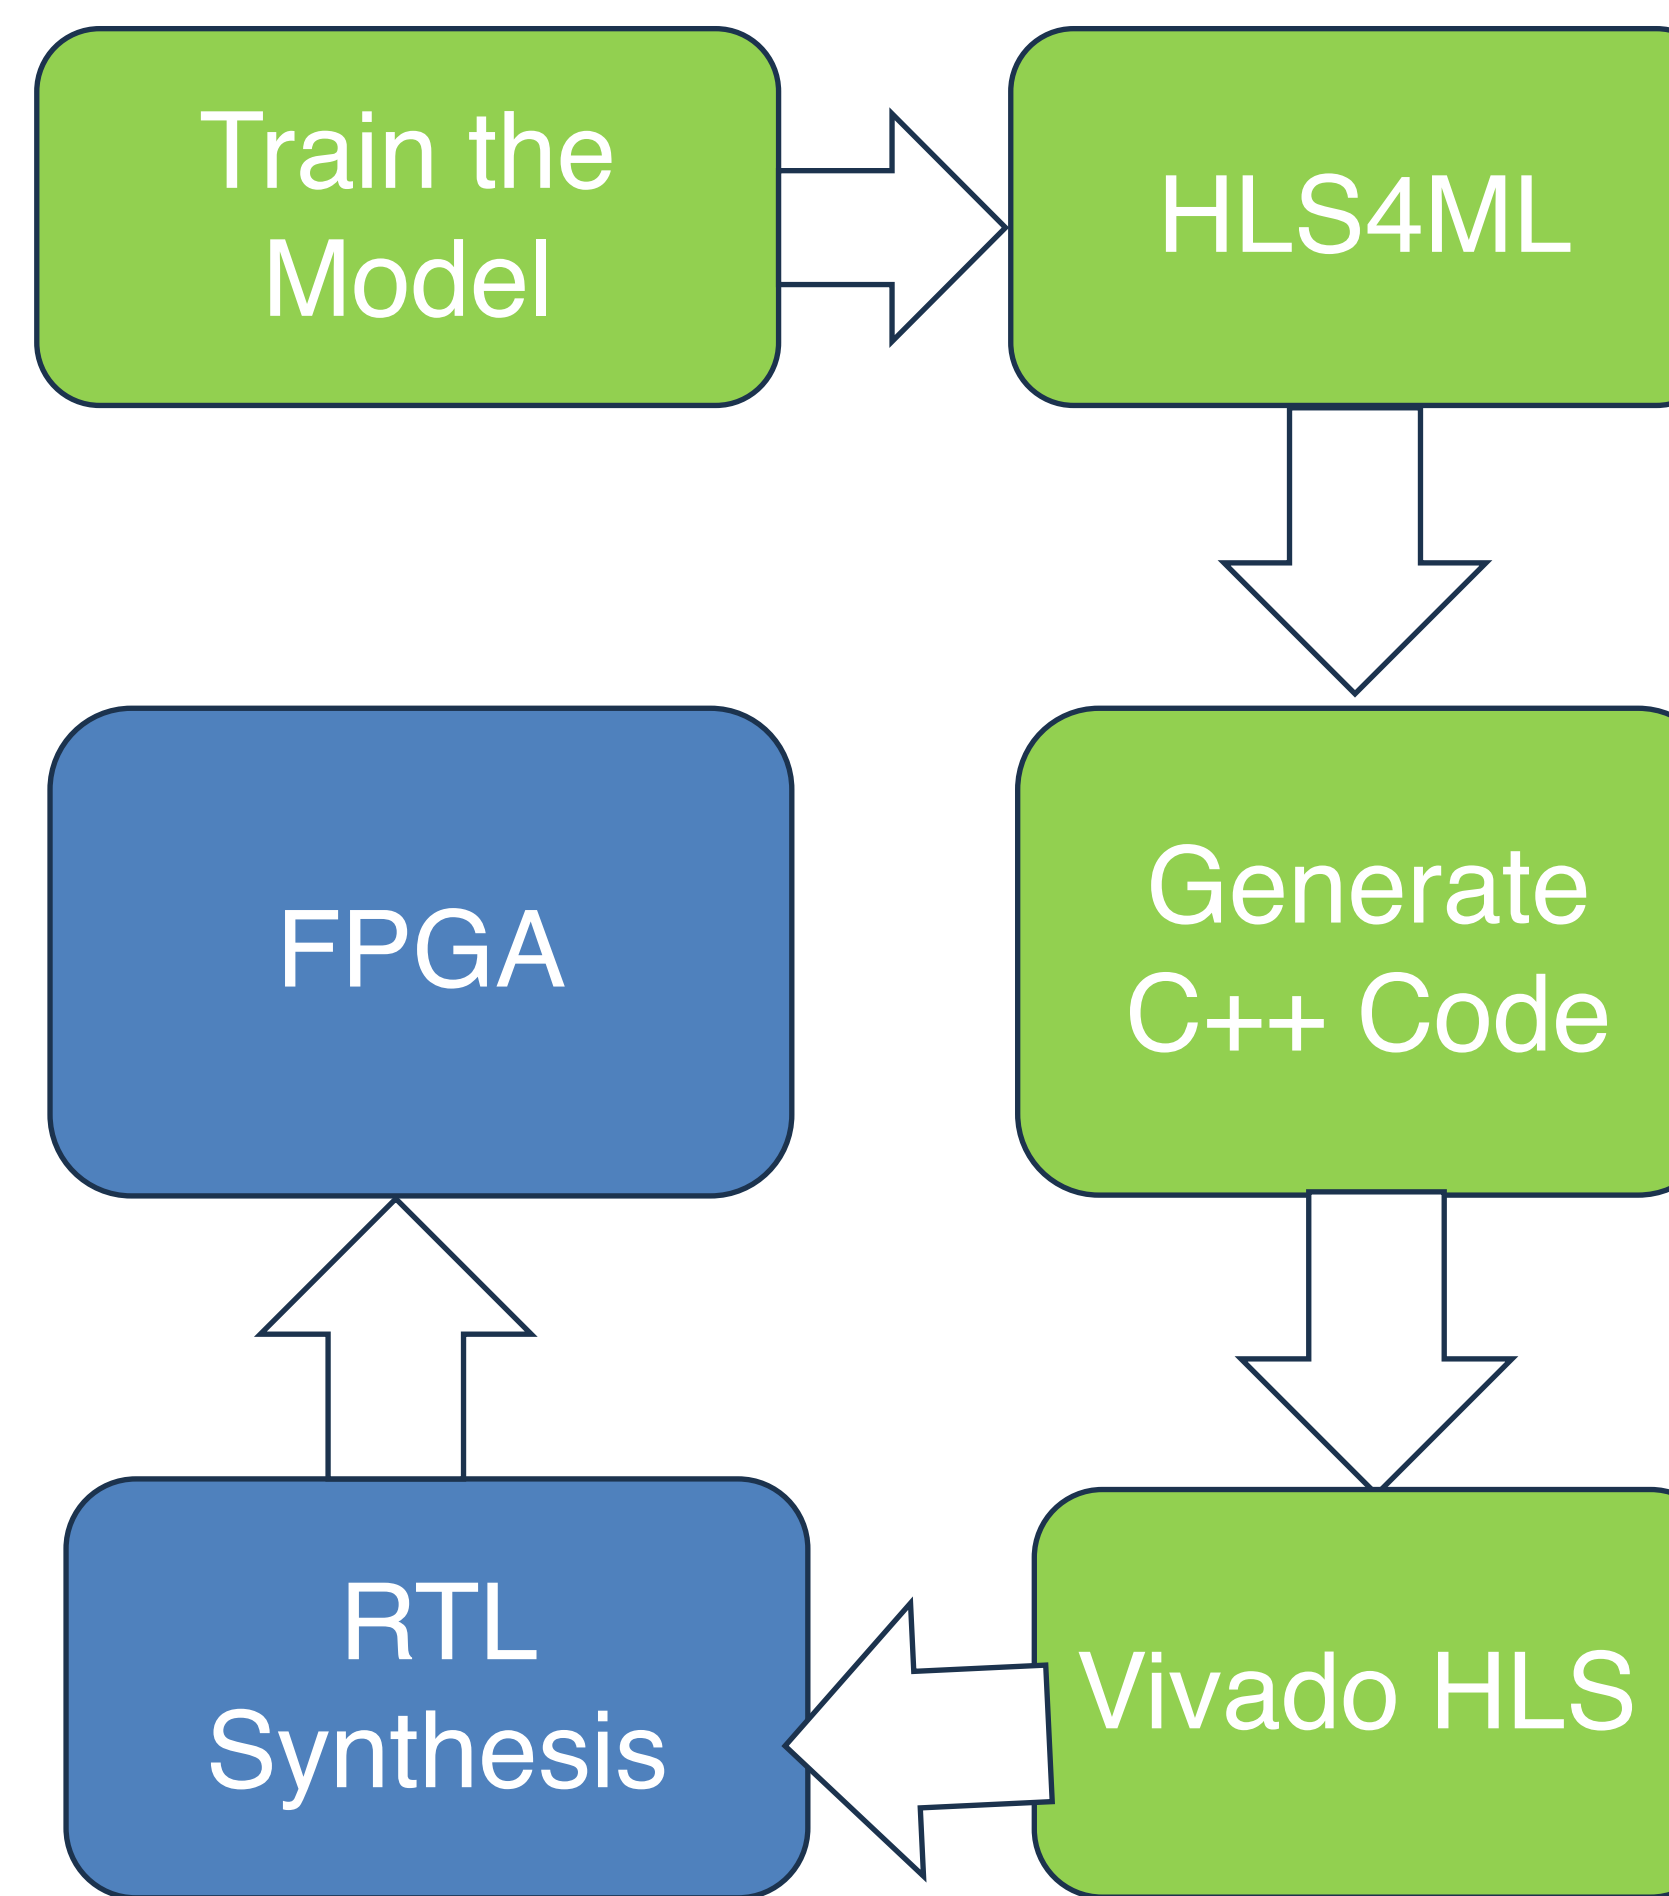 Train the
Model
HLS4ML
Generate
C++ Code
Vivado HLS
RTL
Synthesis
FPGA